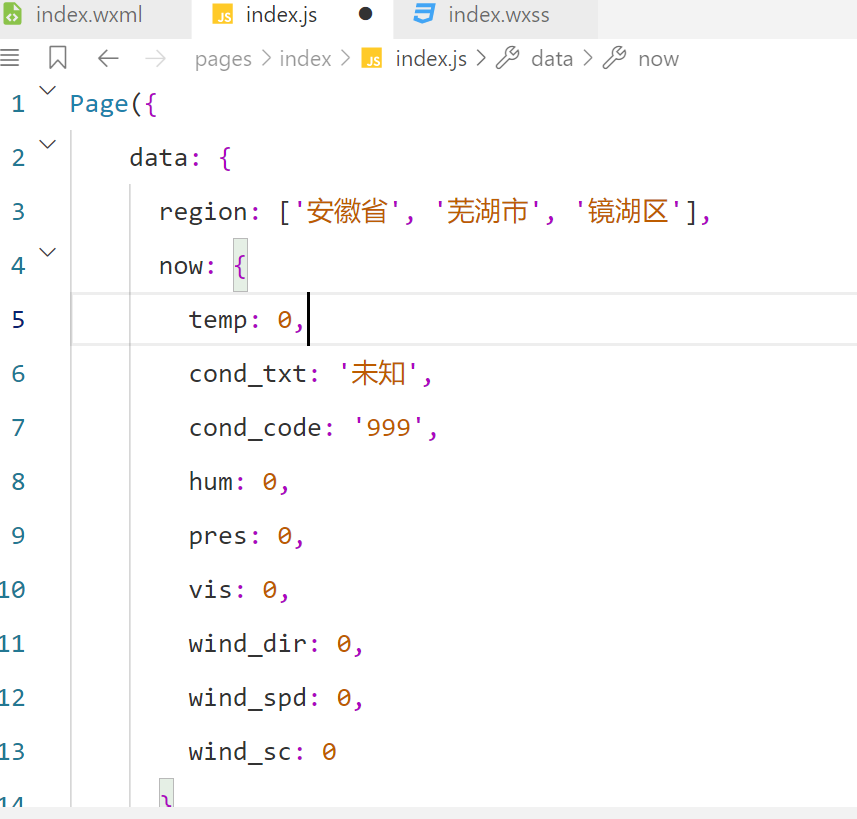 index.wxml JS index.js index.wxss
pages > index > JS index.js > data > now
1 Page({
2 data: {
3 region: ['安徽省', '芜湖市', '镜湖区'],
4 now: {
5 temp: 0,
6 cond_txt: '未知',
7 cond_code: '999',
8 hum: 0,
9 pres: 0,
10 vis: 0,
11 wind_dir: 0,
12 wind_spd: 0,
13 wind_sc: 0
14 }